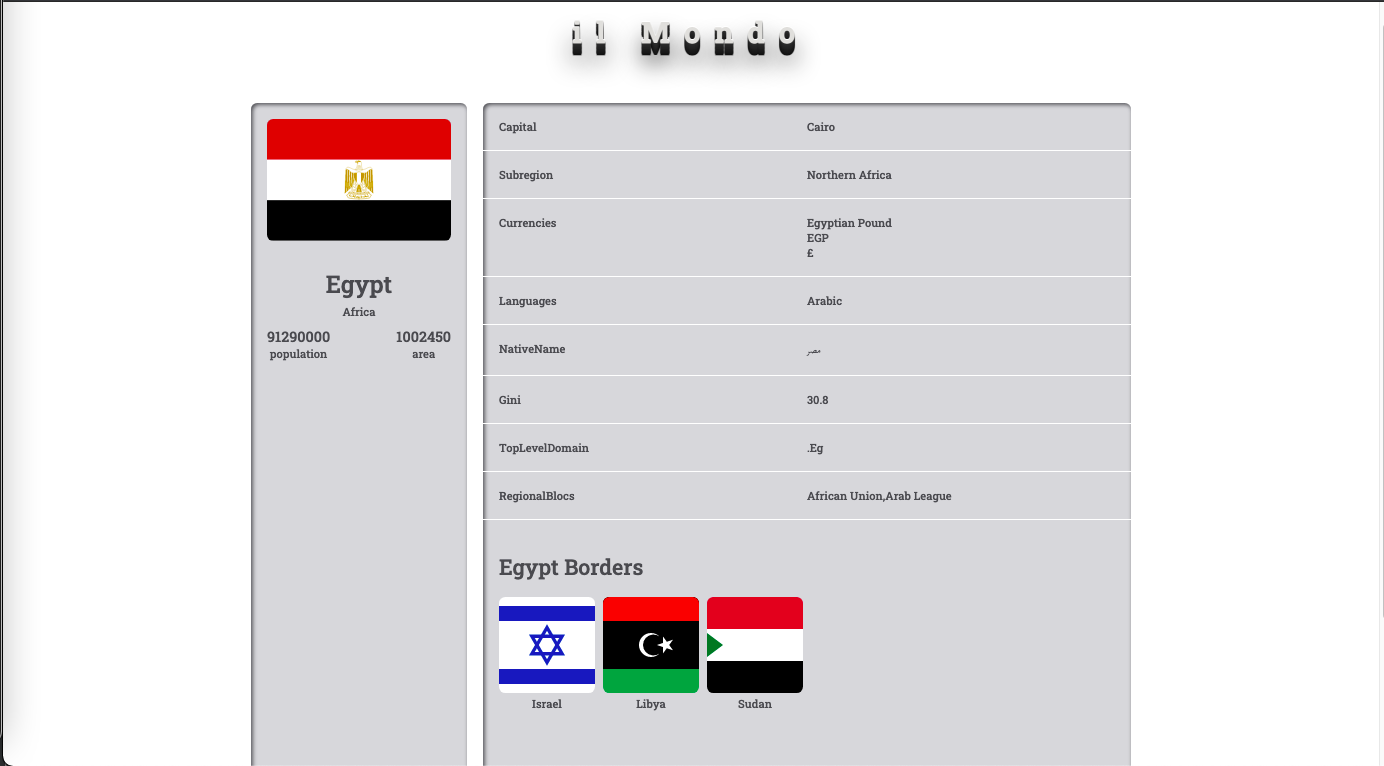 il Mondo
Egypt
Africa
91290000 1002450
population area
Capital Cairo
Subregion Northern Africa
Currencies Egyptian Pound
EGP
£
Languages Arabic
NativeName مصر
Gini 30.8
TopLevelDomain .Eg
RegionalBlocs African Union,Arab League
Egypt Borders
Israel Libya Sudan